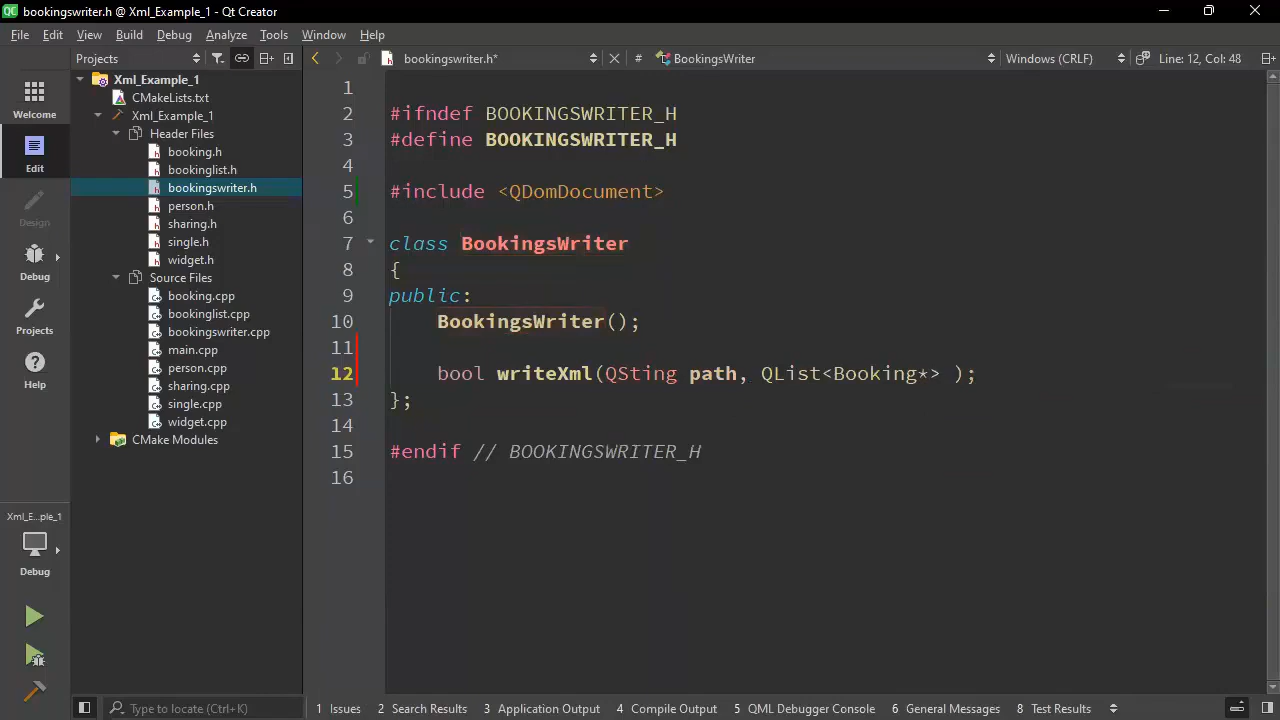 QC bookingswriter.h @ Xml_Example_1 - Qt Creator
File Edit View Build Debug Analyze Tools Window Help
Projects bookingswriter.h* # BookingsWriter Windows (CRLF) Line: 12, Col: 48
Welcome
Edit
Design
Debug
Projects
Help
Xml_E...ple_1
Debug
Xml_Example_1
CMakeLists.txt
Xml_Example_1
Header Files
booking.h
bookinglist.h
bookingswriter.h
person.h
sharing.h
single.h
widget.h
Source Files
booking.cpp
bookinglist.cpp
bookingswriter.cpp
main.cpp
person.cpp
sharing.cpp
single.cpp
widget.cpp
CMake Modules
1
2 #ifndef BOOKINGSWRITER_H
3 #define BOOKINGSWRITER_H
4
5 #include <QDomDocument>
6
7 class BookingsWriter
8 {
9 public:
10 BookingsWriter();
11
12 bool writeXml(QSting path, QList<Booking*> );
13 };
14
15 #endif // BOOKINGSWRITER_H
16
Type to locate (Ctrl+K) 1 Issues 2 Search Results 3 Application Output 4 Compile Output 5 QML Debugger Console 6 General Messages 8 Test Results